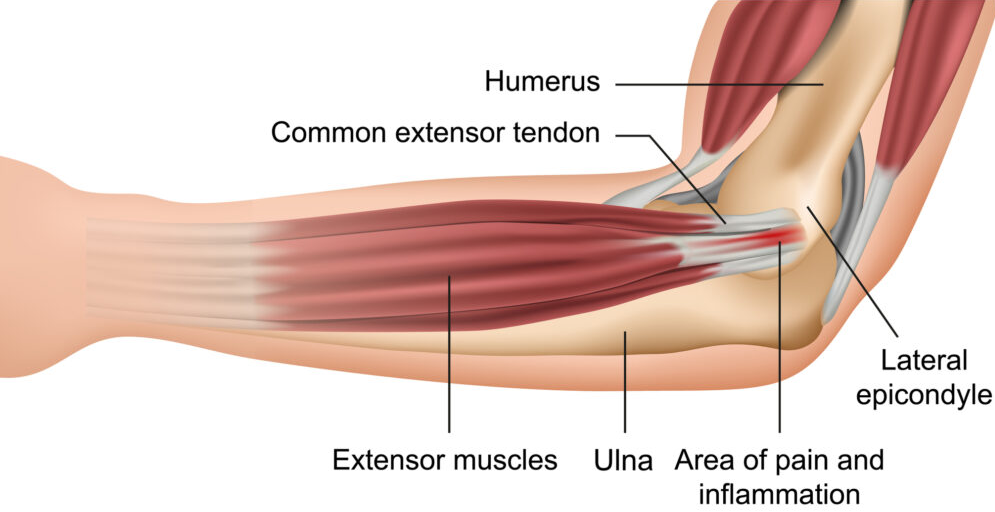 Humerus
Common extensor tendon
Lateral
epicondyle
Extensor muscles
Ulna
Area of pain and
inflammation